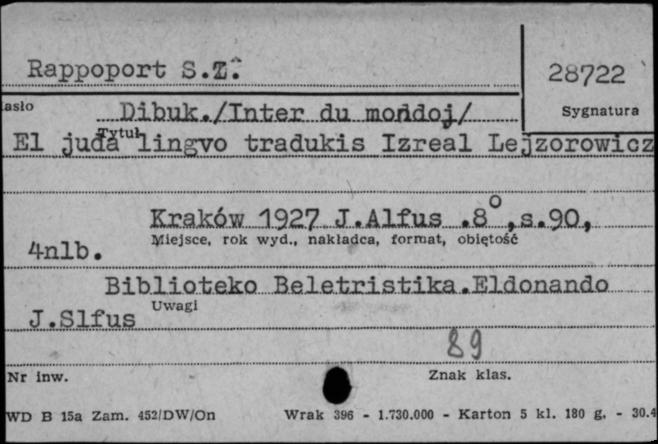 Rappoport S.Z.
28722
asło
Dibuk./Inter du mondoj/
Sygnatura
Tytuł
El juda lingvo tradukis Izreal Lejzorowicz
Kraków 1927 J.Alfus .8°,s.90,
Miejsce, rok wyd., nakładca, format, objętość
4nlb.
Biblioteko Beletristika.Eldonando
Uwagi
J.Slfus
89
Nr inw.
Znak klas.
WD B 15a Zam. 452/DW/On
Wrak 396 - 1.730.000 - Karton 5 kl. 180 g. - 30.4